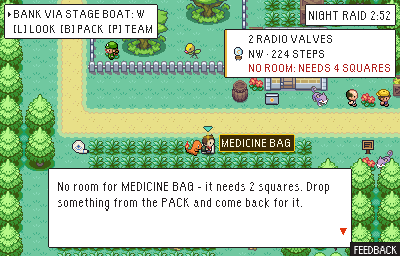 ▸BANK VIA STAGE BOAT: W
[L] LOOK [B] PACK [P] TEAM
NIGHT RAID 2:52
2 RADIO VALVES
NW · 224 STEPS
NO ROOM: NEEDS 4 SQUARES
MEDICINE BAG
No room for MEDICINE BAG - it needs 2 squares. Drop
something from the PACK and come back for it.
FEEDBACK